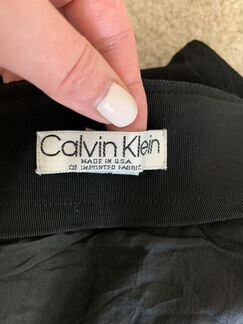 Calvin Klein
MADE IN U.S.A.
OF IMPORTED FABRIC